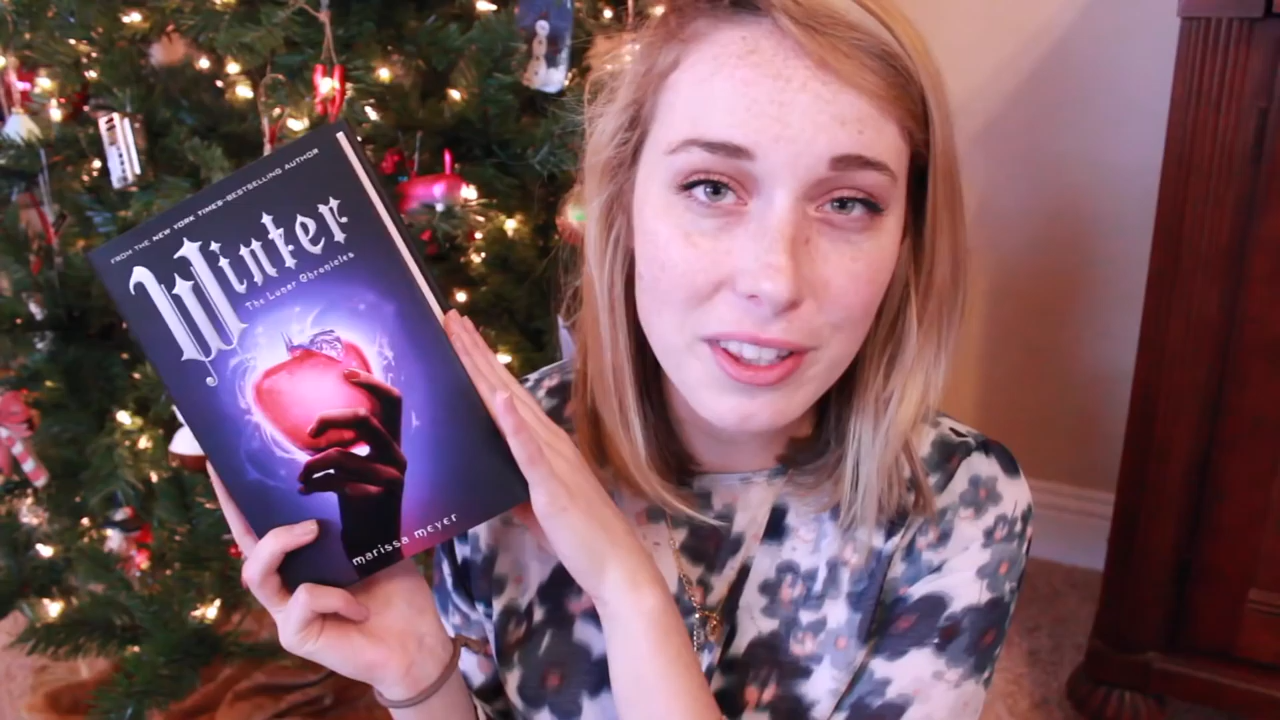 FROM THE NEW YORK TIMES-BESTSELLING AUTHOR
Winter
The Lunar Chronicles
marissa meyer